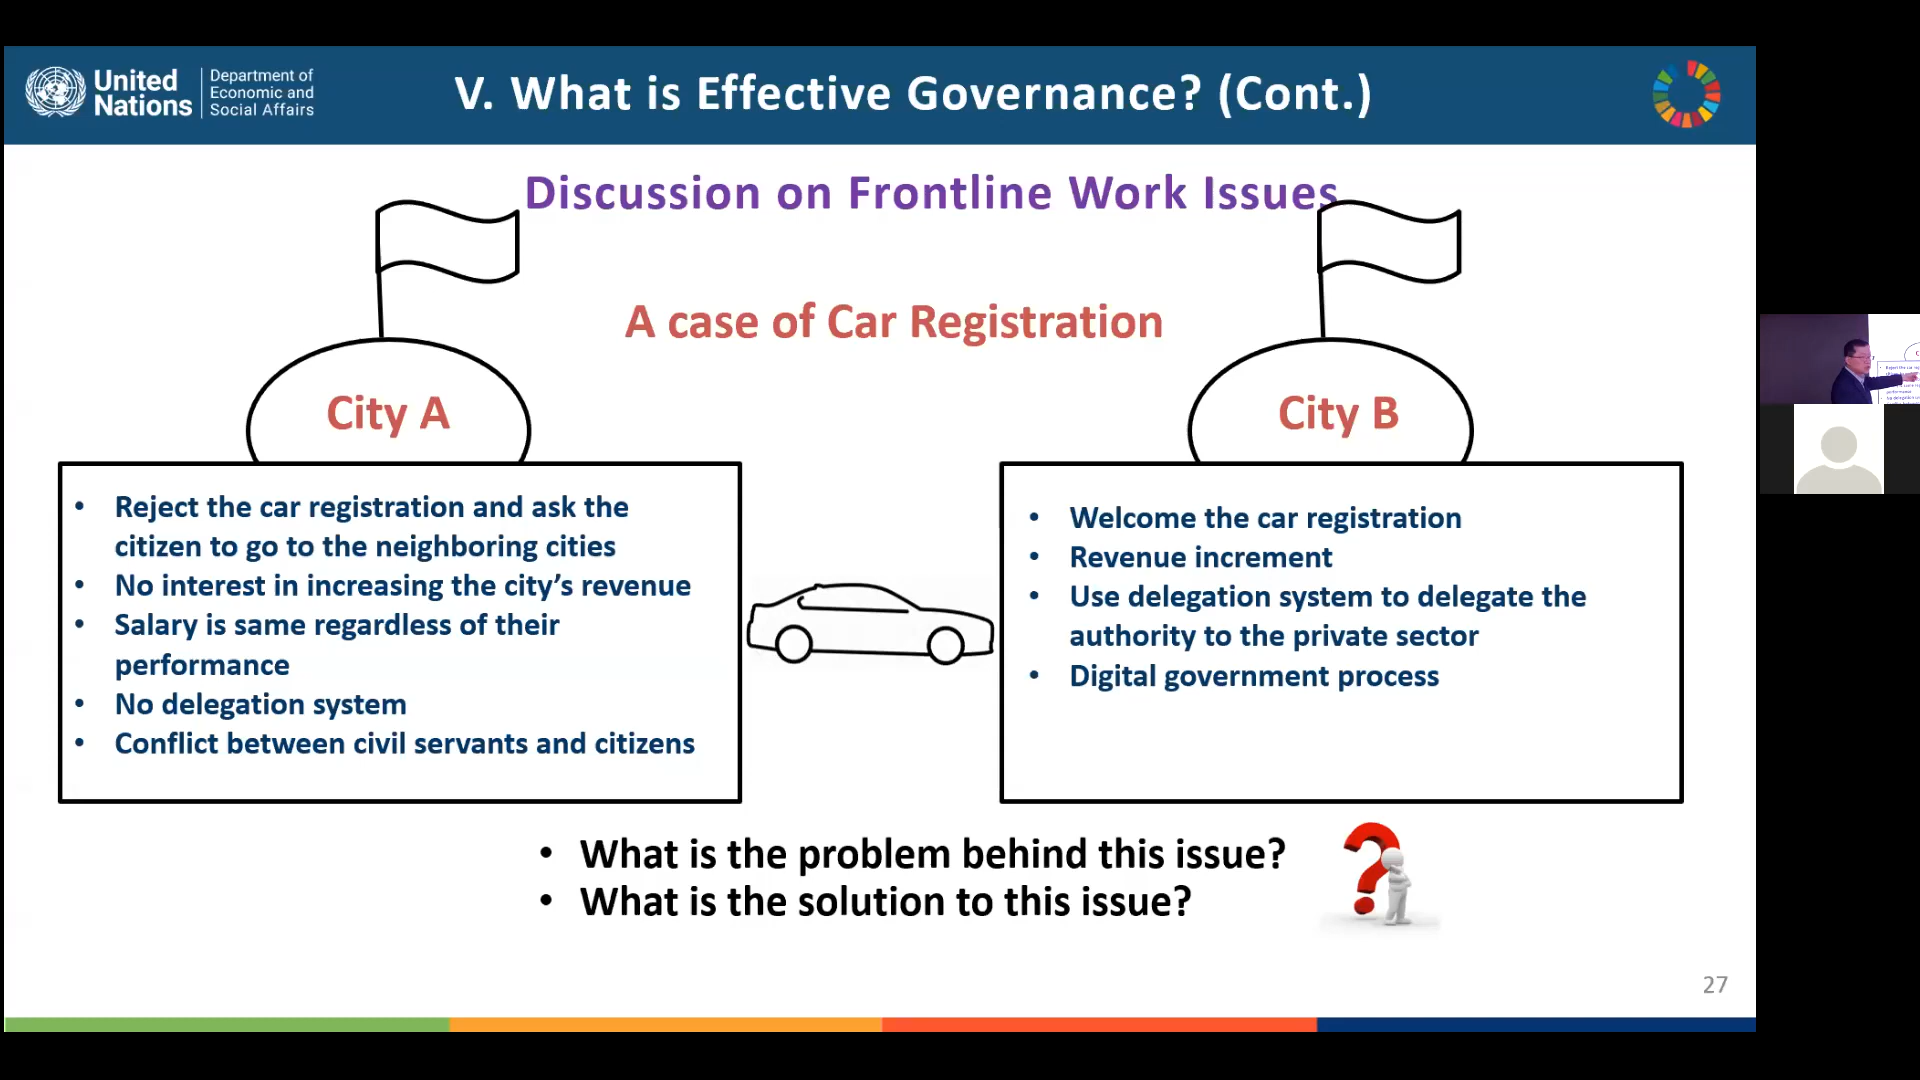 United Nations
Department of Economic and Social Affairs
V. What is Effective Governance? (Cont.)
Discussion on Frontline Work Issues
A case of Car Registration
City A
• Reject the car registration and ask the
citizen to go to the neighboring cities
• No interest in increasing the city’s revenue
• Salary is same regardless of their
performance
• No delegation system
• Conflict between civil servants and citizens
City B
• Welcome the car registration
• Revenue increment
• Use delegation system to delegate the
authority to the private sector
• Digital government process
• What is the problem behind this issue?
• What is the solution to this issue?
27